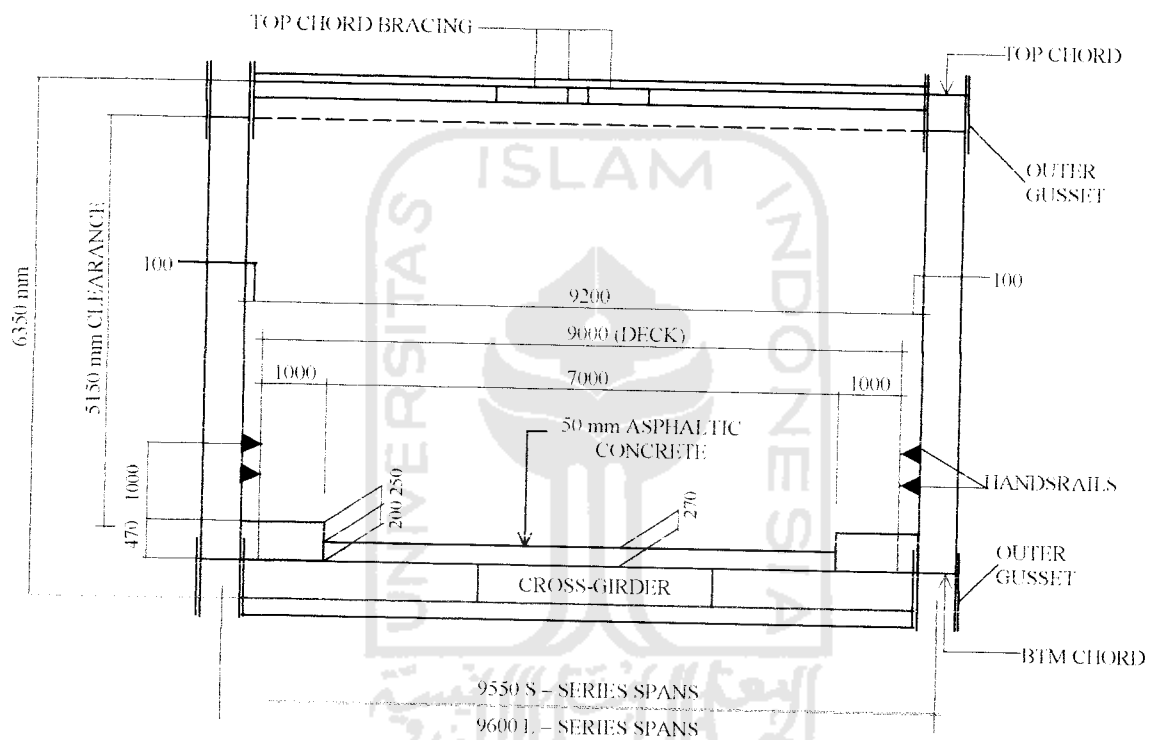 TOP CHORD BRACING
TOP CHORD
OUTER
GUSSET
ISLAM
UNIVERSITAS
INDONESIA
6350 mm
5150 mm CLEARANCE
100
100
9200
9000 (DECK)
1000
7000
1000
50 mm ASPHALTIC
CONCRETE
1000
470
200 250
270
HANDSRAILS
CROSS-GIRDER
OUTER
GUSSET
BTM CHORD
9550 S – SERIES SPANS
9600 L – SERIES SPANS